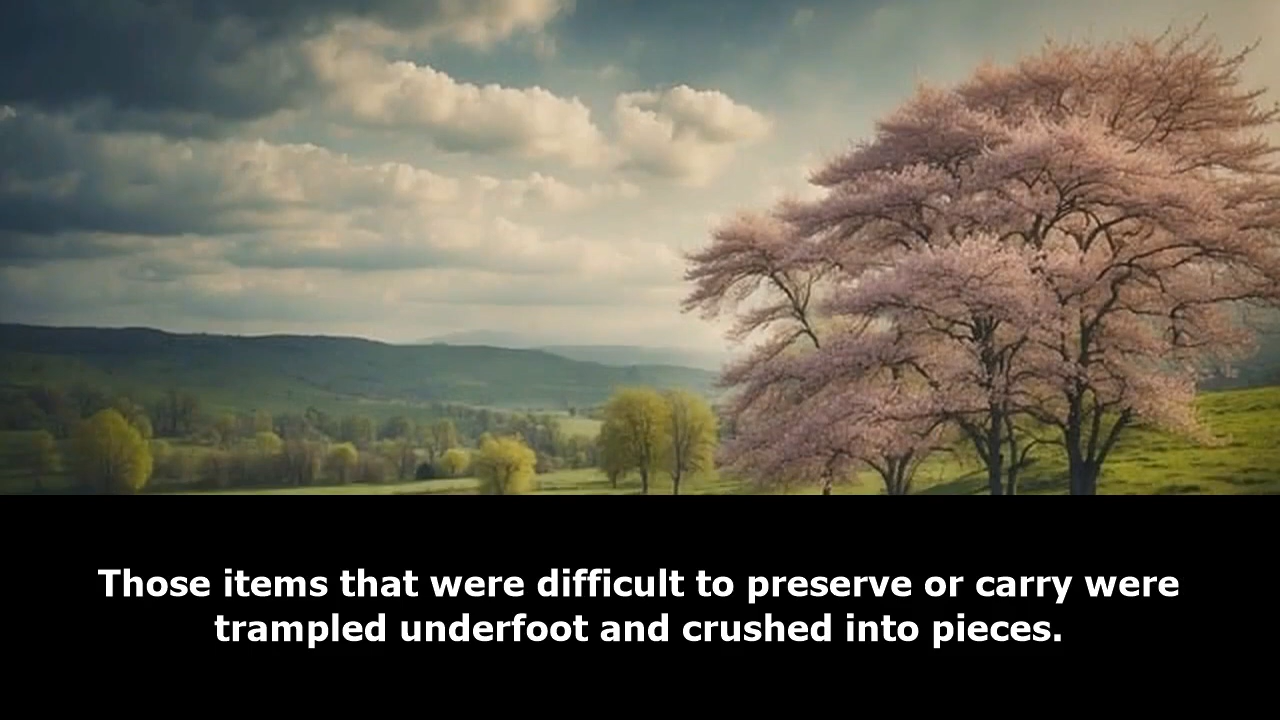 Those items that were difficult to preserve or carry were
trampled underfoot and crushed into pieces.